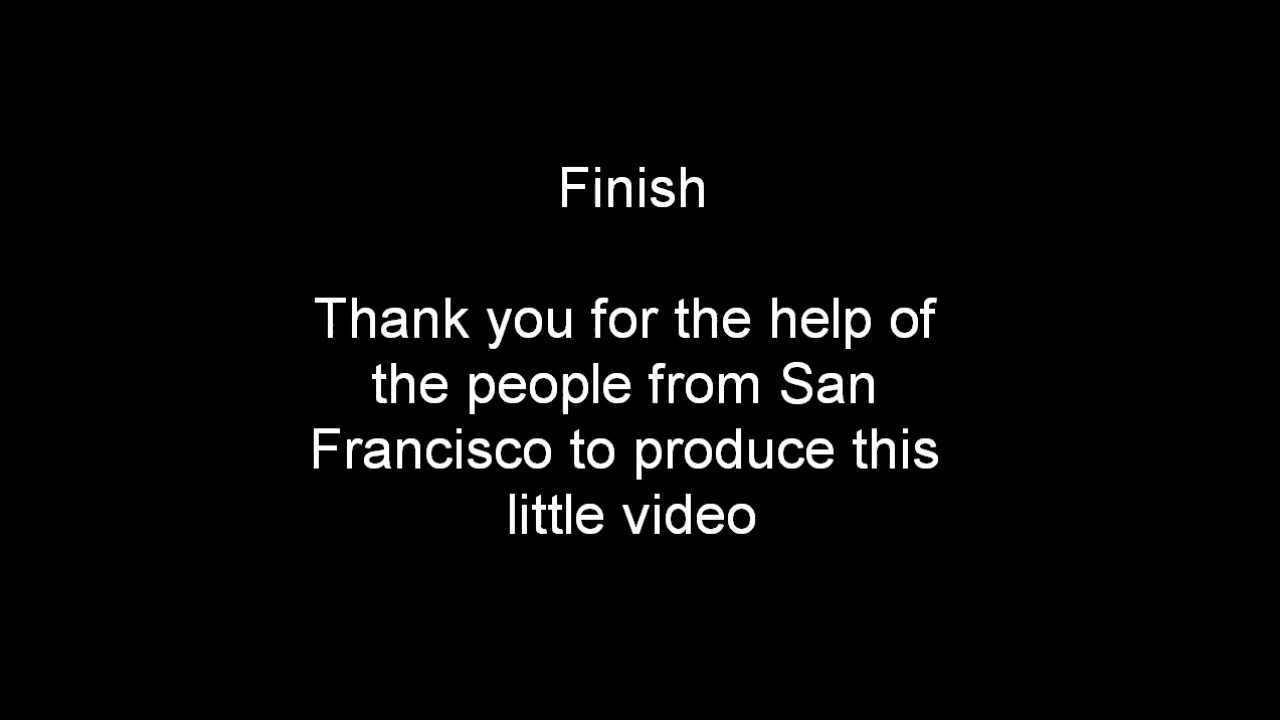 Finish
Thank you for the help of
the people from San
Francisco to produce this
little video